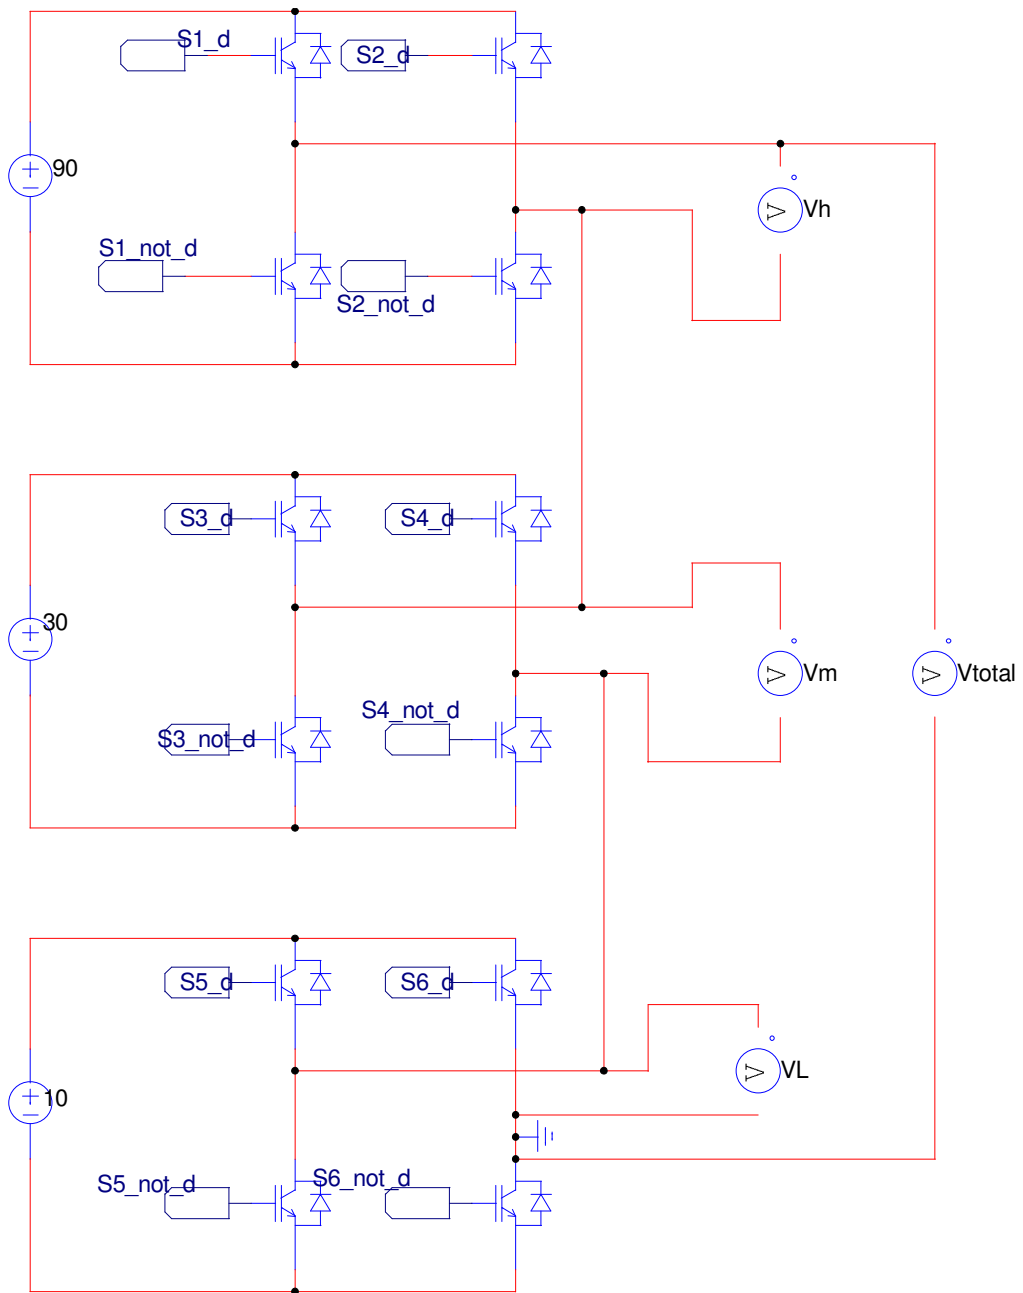 S1_d
S2_d
90
Vh
S1_not_d
S2_not_d
S3_d
S4_d
30
Vm
Vtotal
S4_not_d
S3_not_d
S5_d
S6_d
10
VL
S5_not_d
S6_not_d